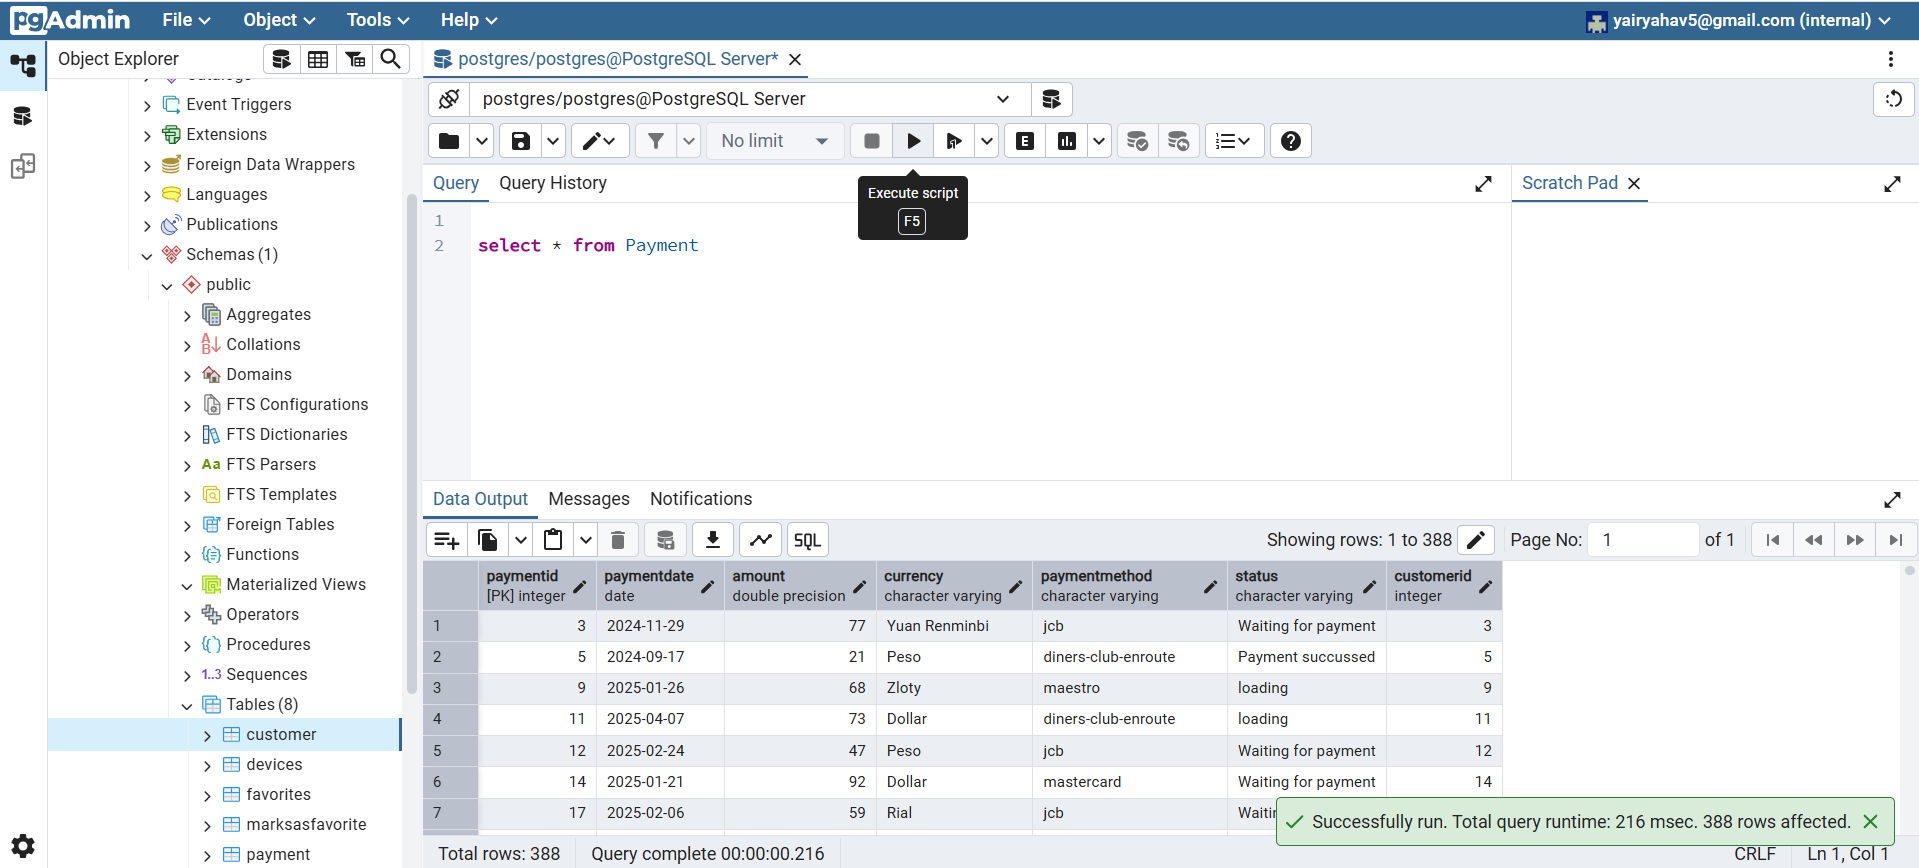 pgAdmin File Object Tools Help yairyahav5@gmail.com (internal)
Object Explorer
postgres/postgres@PostgreSQL Server*
postgres/postgres@PostgreSQL Server
No limit
E
Query Query History
Scratch Pad
Execute script
F5
1
2 select * from Payment
Catalogs
Event Triggers
Extensions
Foreign Data Wrappers
Languages
Publications
Schemas (1)
public
Aggregates
Collations
Domains
FTS Configurations
FTS Dictionaries
Aa FTS Parsers
FTS Templates
Foreign Tables
Functions
Materialized Views
Operators
Procedures
1..3 Sequences
Tables (8)
customer
devices
favorites
marksasfavorite
payment
Data Output Messages Notifications
SQL Showing rows: 1 to 388 Page No: 1 of 1
paymentid paymentdate amount currency paymentmethod status customerid
[PK] integer date double precision character varying character varying character varying integer
1 3 2024-11-29 77 Yuan Renminbi jcb Waiting for payment 3
2 5 2024-09-17 21 Peso diners-club-enroute Payment succussed 5
3 9 2025-01-26 68 Zloty maestro loading 9
4 11 2025-04-07 73 Dollar diners-club-enroute loading 11
5 12 2025-02-24 47 Peso jcb Waiting for payment 12
6 14 2025-01-21 92 Dollar mastercard Waiting for payment 14
7 17 2025-02-06 59 Rial jcb
Successfully run. Total query runtime: 216 msec. 388 rows affected.
Total rows: 388 Query complete 00:00:00.216 CRLF Ln 1, Col 1